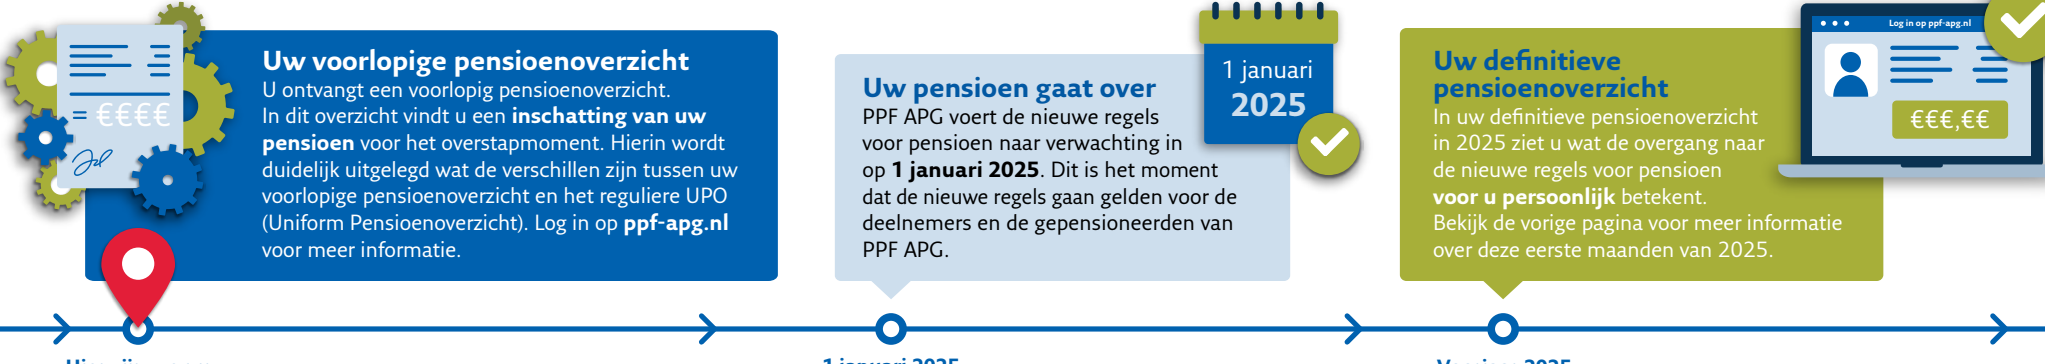 Uw voorlopige pensioenoverzicht
U ontvangt een voorlopig pensioenoverzicht.
In dit overzicht vindt u een inschatting van uw
pensioen voor het overstapmoment. Hierin wordt
duidelijk uitgelegd wat de verschillen zijn tussen uw
voorlopige pensioenoverzicht en het reguliere UPO
(Uniform Pensioenoverzicht). Log in op ppf-apg.nl
voor meer informatie.
= €€€€
Uw pensioen gaat over
PPF APG voert de nieuwe regels
voor pensioen naar verwachting in
op 1 januari 2025. Dit is het moment
dat de nieuwe regels gaan gelden voor de
deelnemers en de gepensioneerden van
PPF APG.
1 januari
2025
Uw definitieve
pensioenoverzicht
In uw definitieve pensioenoverzicht
in 2025 ziet u wat de overgang naar
de nieuwe regels voor pensioen
voor u persoonlijk betekent.
Bekijk de vorige pagina voor meer informatie
over deze eerste maanden van 2025.
Log in op ppf-apg.nl
€€€,€€
1 januari 2025